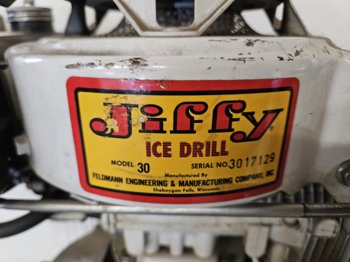 Jiffy
ICE DRILL
MODEL 30 SERIAL NO. 3017129
Manufactured By
FELDMANN ENGINEERING & MANUFACTURING COMPANY, INC.
Sheboygan Falls, Wisconsin